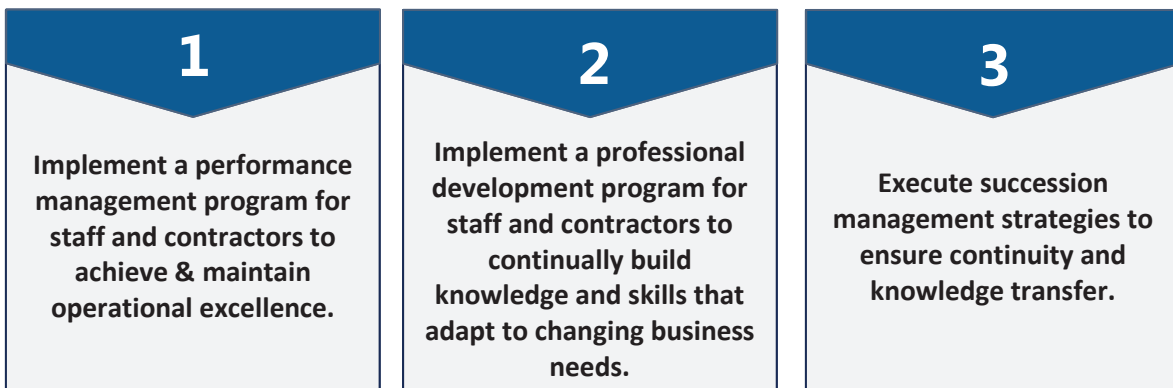 1
Implement a performance
management program for
staff and contractors to
achieve & maintain
operational excellence.
2
Implement a professional
development program for
staff and contractors to
continually build
knowledge and skills that
adapt to changing business
needs.
3
Execute succession
management strategies to
ensure continuity and
knowledge transfer.